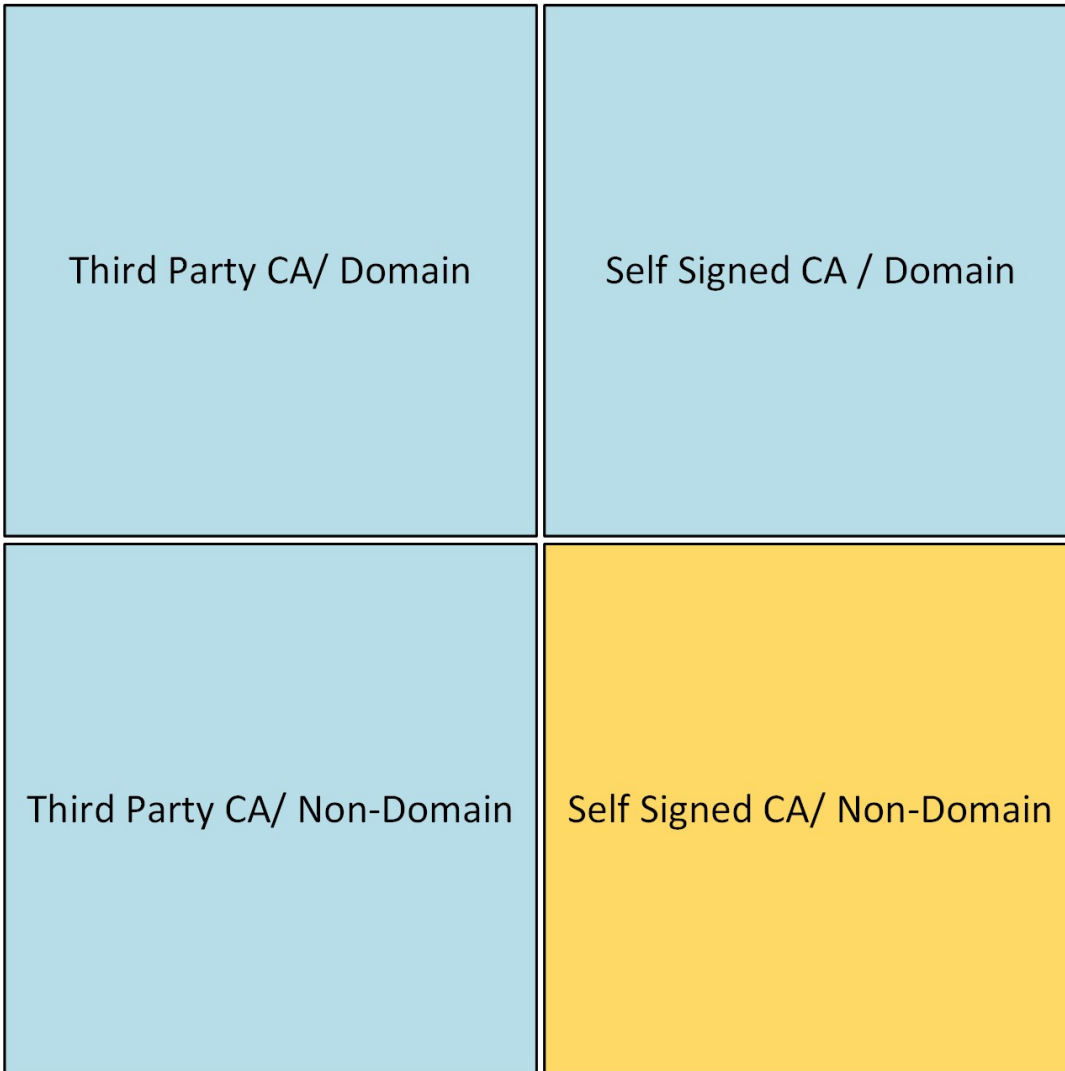 Third Party CA/ Domain
Self Signed CA / Domain
Third Party CA/ Non-Domain
Self Signed CA/ Non-Domain